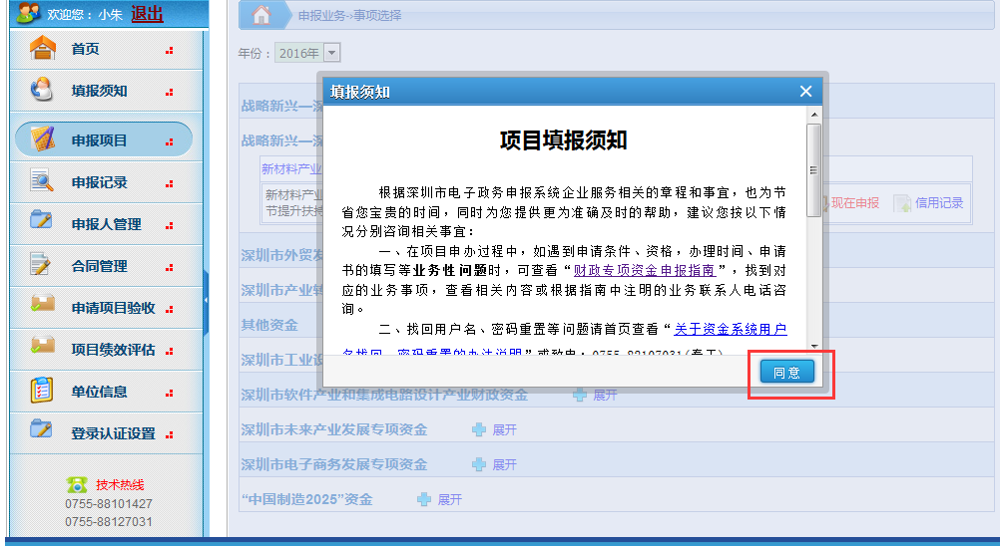 欢迎您： 小朱 退出
首页
填报须知
申报项目
申报记录
申报人管理
合同管理
申请项目验收
项目绩效评估
单位信息
登录认证设置
技术热线
0755-88101427
0755-88127031
申报业务->事项选择
年份： 2016年
战略新兴—深
战略新兴—深
新材料产业
新材料产业
节提升扶持
现在申报 信用记录
深圳市外贸发
深圳市产业转
其他资金
深圳市工业设
深圳市软件产业和集成电路设计产业财政资金 展开
深圳市未来产业发展专项资金 展开
深圳市电子商务发展专项资金 展开
“中国制造2025”资金 展开
填报须知
项目填报须知
根据深圳市电子政务申报系统企业服务相关的章程和事宜，也为节
省您宝贵的时间，同时为您提供更为准确及时的帮助，建议您按以下情
况分别咨询相关事宜：
一、在项目申办过程中，如遇到申请条件、资格，办理时间、申请
书的填写等业务性问题时，可查看“财政专项资金申报指南”，找到对
应的业务事项，查看相关内容或根据指南中注明的业务联系人电话咨
询。
二、找回用户名、密码重置等问题请首页查看“关于资金系统用户
名找回、密码重置的办法说明”或致电：0755-88107031(秦工)
同意